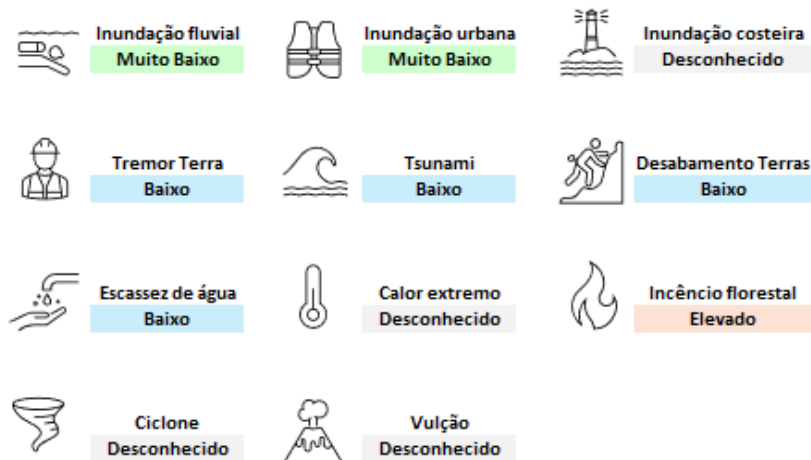 Inundação fluvial
Muito Baixo
Inundação urbana
Muito Baixo
Inundação costeira
Desconhecido
Tremor Terra
Baixo
Tsunami
Baixo
Desabamento Terras
Baixo
Escassez de água
Baixo
Calor extremo
Desconhecido
Incêncio florestal
Elevado
Ciclone
Desconhecido
Vulção
Desconhecido